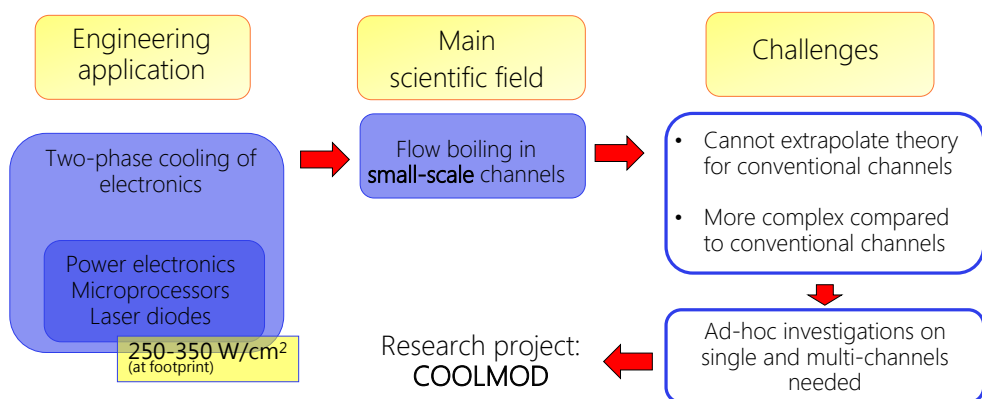 Engineering
application
Main
scientific field
Challenges
Two-phase cooling of
electronics
Power electronics
Microprocessors
Laser diodes
250-350 W/cm²
(at footprint)
Flow boiling in
small-scale channels
• Cannot extrapolate theory
for conventional channels
• More complex compared
to conventional channels
Ad-hoc investigations on
single and multi-channels
needed
Research project:
COOLMOD